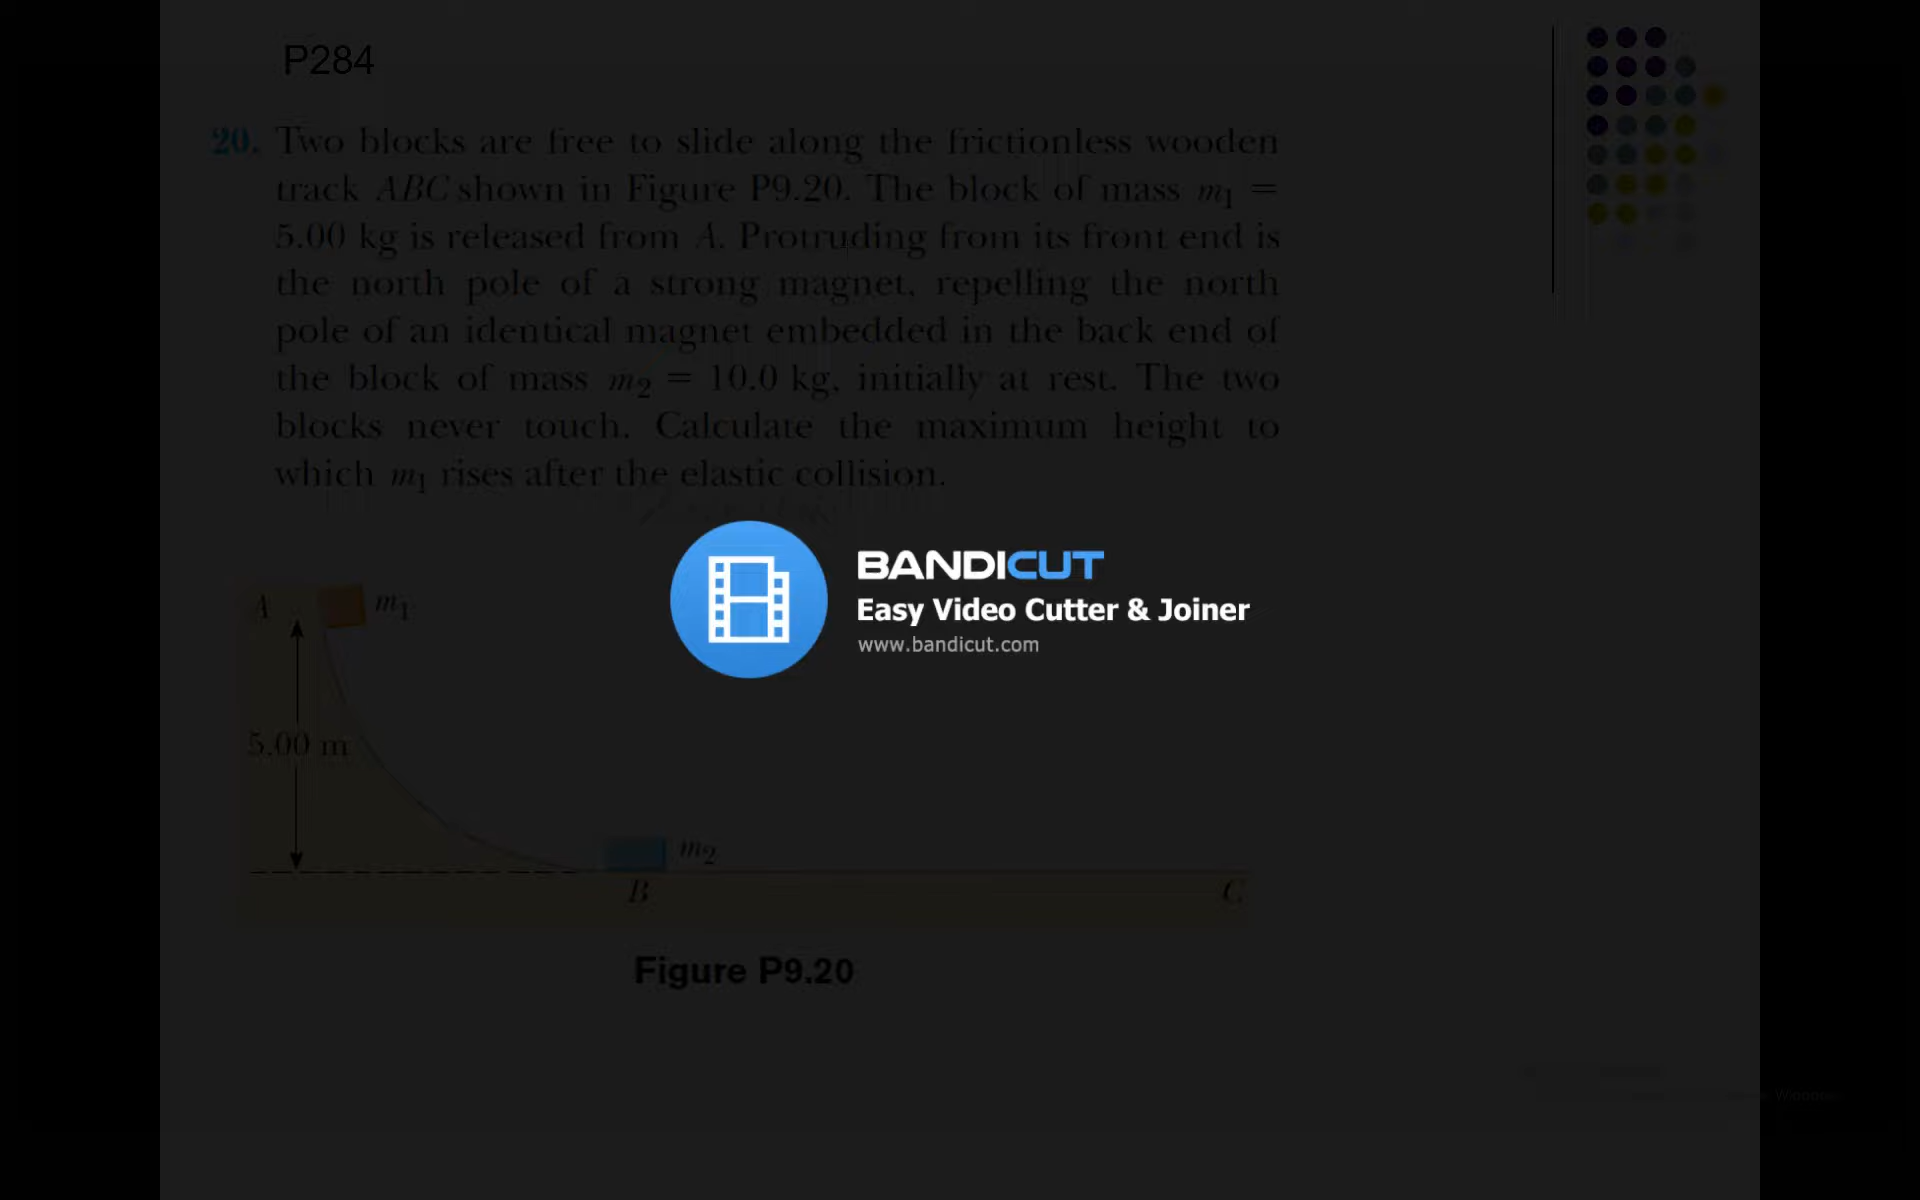 P284
20. Two blocks are free to slide along the frictionless wooden
track ABC shown in Figure P9.20. The block of mass m₁ =
5.00 kg is released from A. Protruding from its front end is
the north pole of a strong magnet, repelling the north
pole of an identical magnet embedded in the back end of
the block of mass m₂ = 10.0 kg, initially at rest. The two
blocks never touch. Calculate the maximum height to
which m₁ rises after the elastic collision.
BANDICUT
Easy Video Cutter & Joiner
www.bandicut.com
A m₁
5.00 m
m₂
B C
Figure P9.20